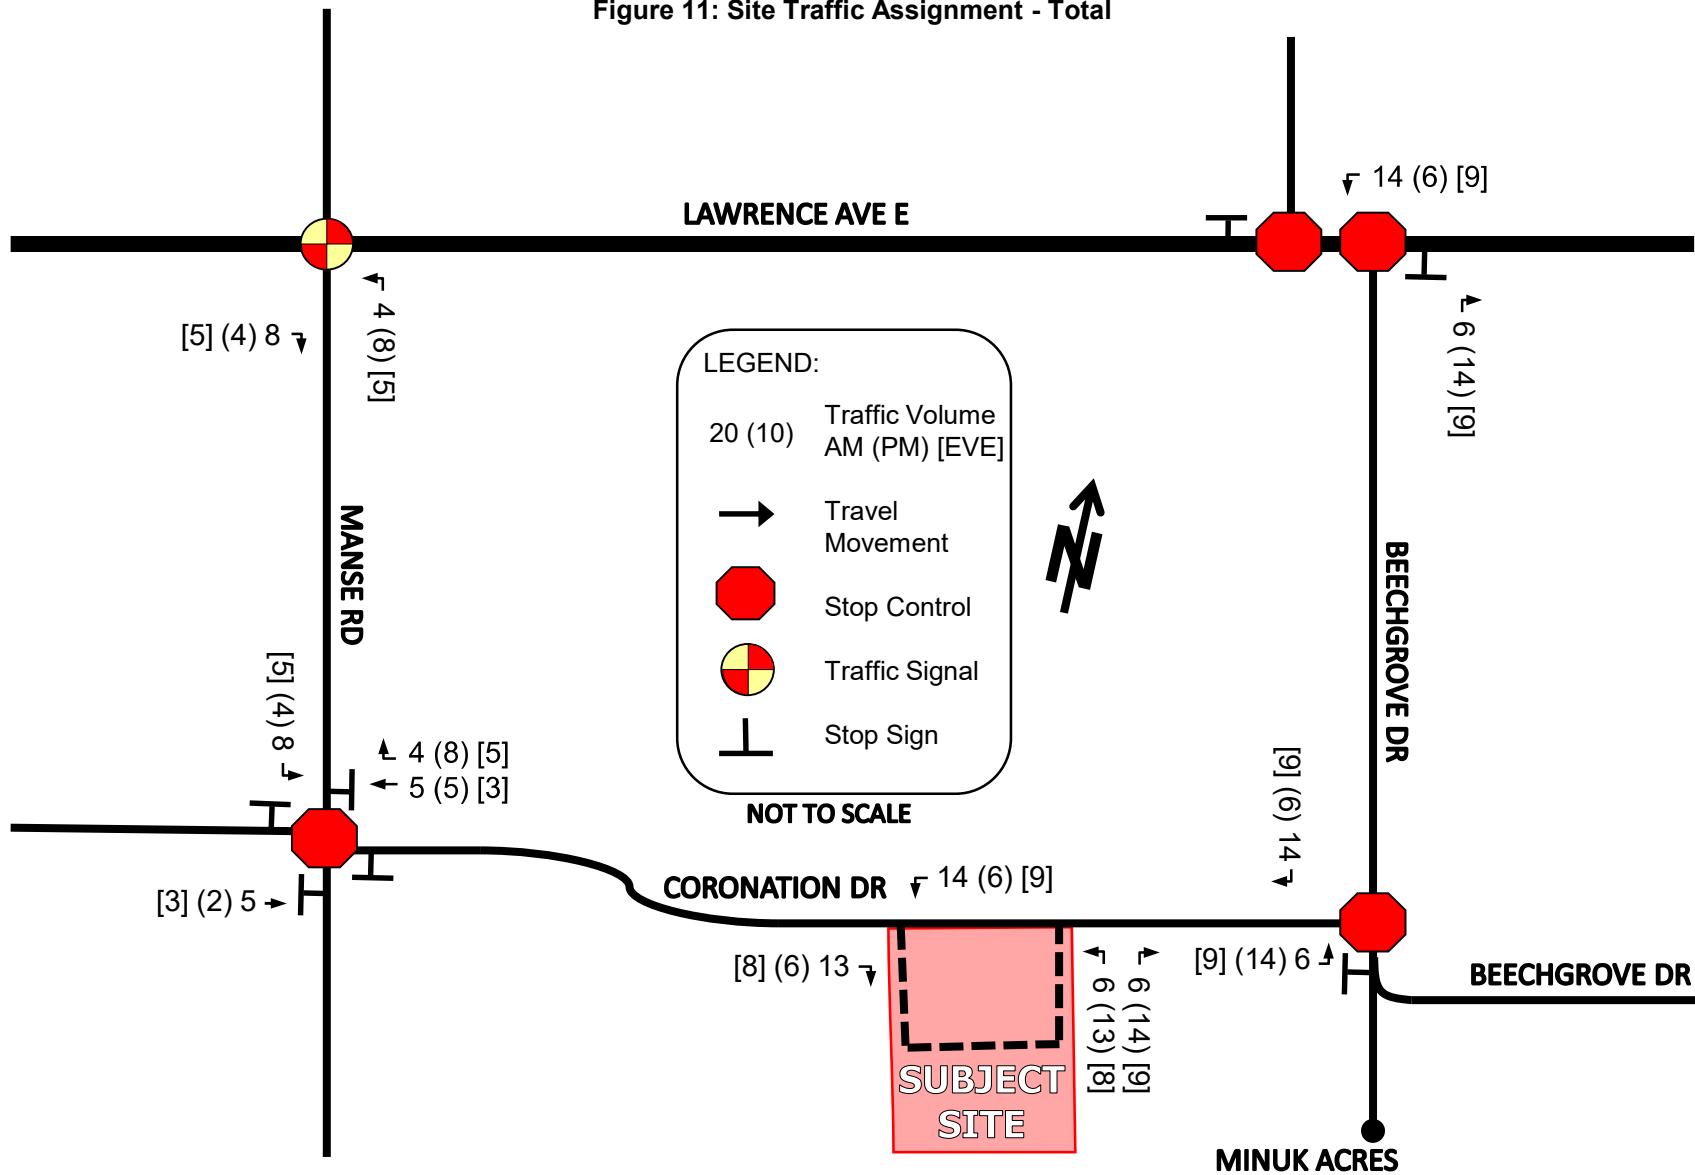 Figure 11: Site Traffic Assignment - Total
14 (6) [9]
LAWRENCE AVE E
4 (8) [5]
[5] (4) 8
6 (14) [9]
LEGEND:
20 (10)
Traffic Volume
AM (PM) [EVE]
Travel
Movement
Stop Control
Traffic Signal
Stop Sign
NOT TO SCALE
N
MANSE RD
BEECHGROVE DR
[5] (4) 8
4 (8) [5]
5 (5) [3]
[3] (2) 5
CORONATION DR
14 (6) [9]
[9] (6) 14
[8] (6) 13
6 (13) [8]
6 (14) [9]
[9] (14) 6
BEECHGROVE DR
SUBJECT
SITE
MINUK ACRES